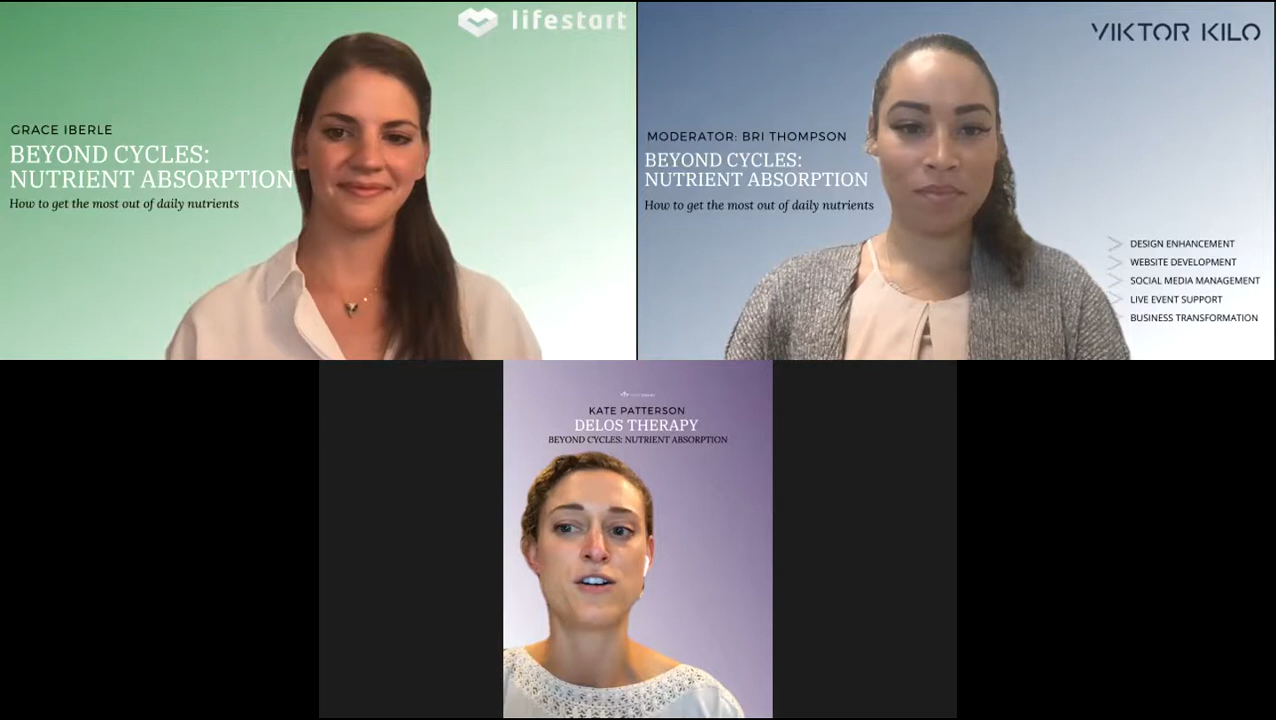 lifestart
GRACE IBERLE
BEYOND CYCLES:
NUTRIENT ABSORPTION
How to get the most out of daily nutrients
VIKTOR KILO
MODERATOR: BRI THOMPSON
BEYOND CYCLES:
NUTRIENT ABSORPTION
How to get the most out of daily nutrients
DESIGN ENHANCEMENT
WEBSITE DEVELOPMENT
SOCIAL MEDIA MANAGEMENT
LIVE EVENT SUPPORT
BUSINESS TRANSFORMATION
KATE PATTERSON
DELOS THERAPY
BEYOND CYCLES: NUTRIENT ABSORPTION